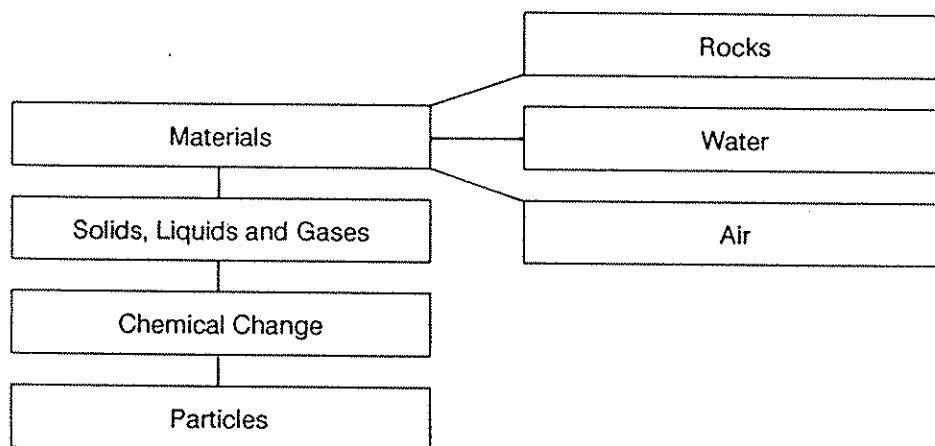 Rocks
Materials
Water
Solids, Liquids and Gases
Air
Chemical Change
Particles